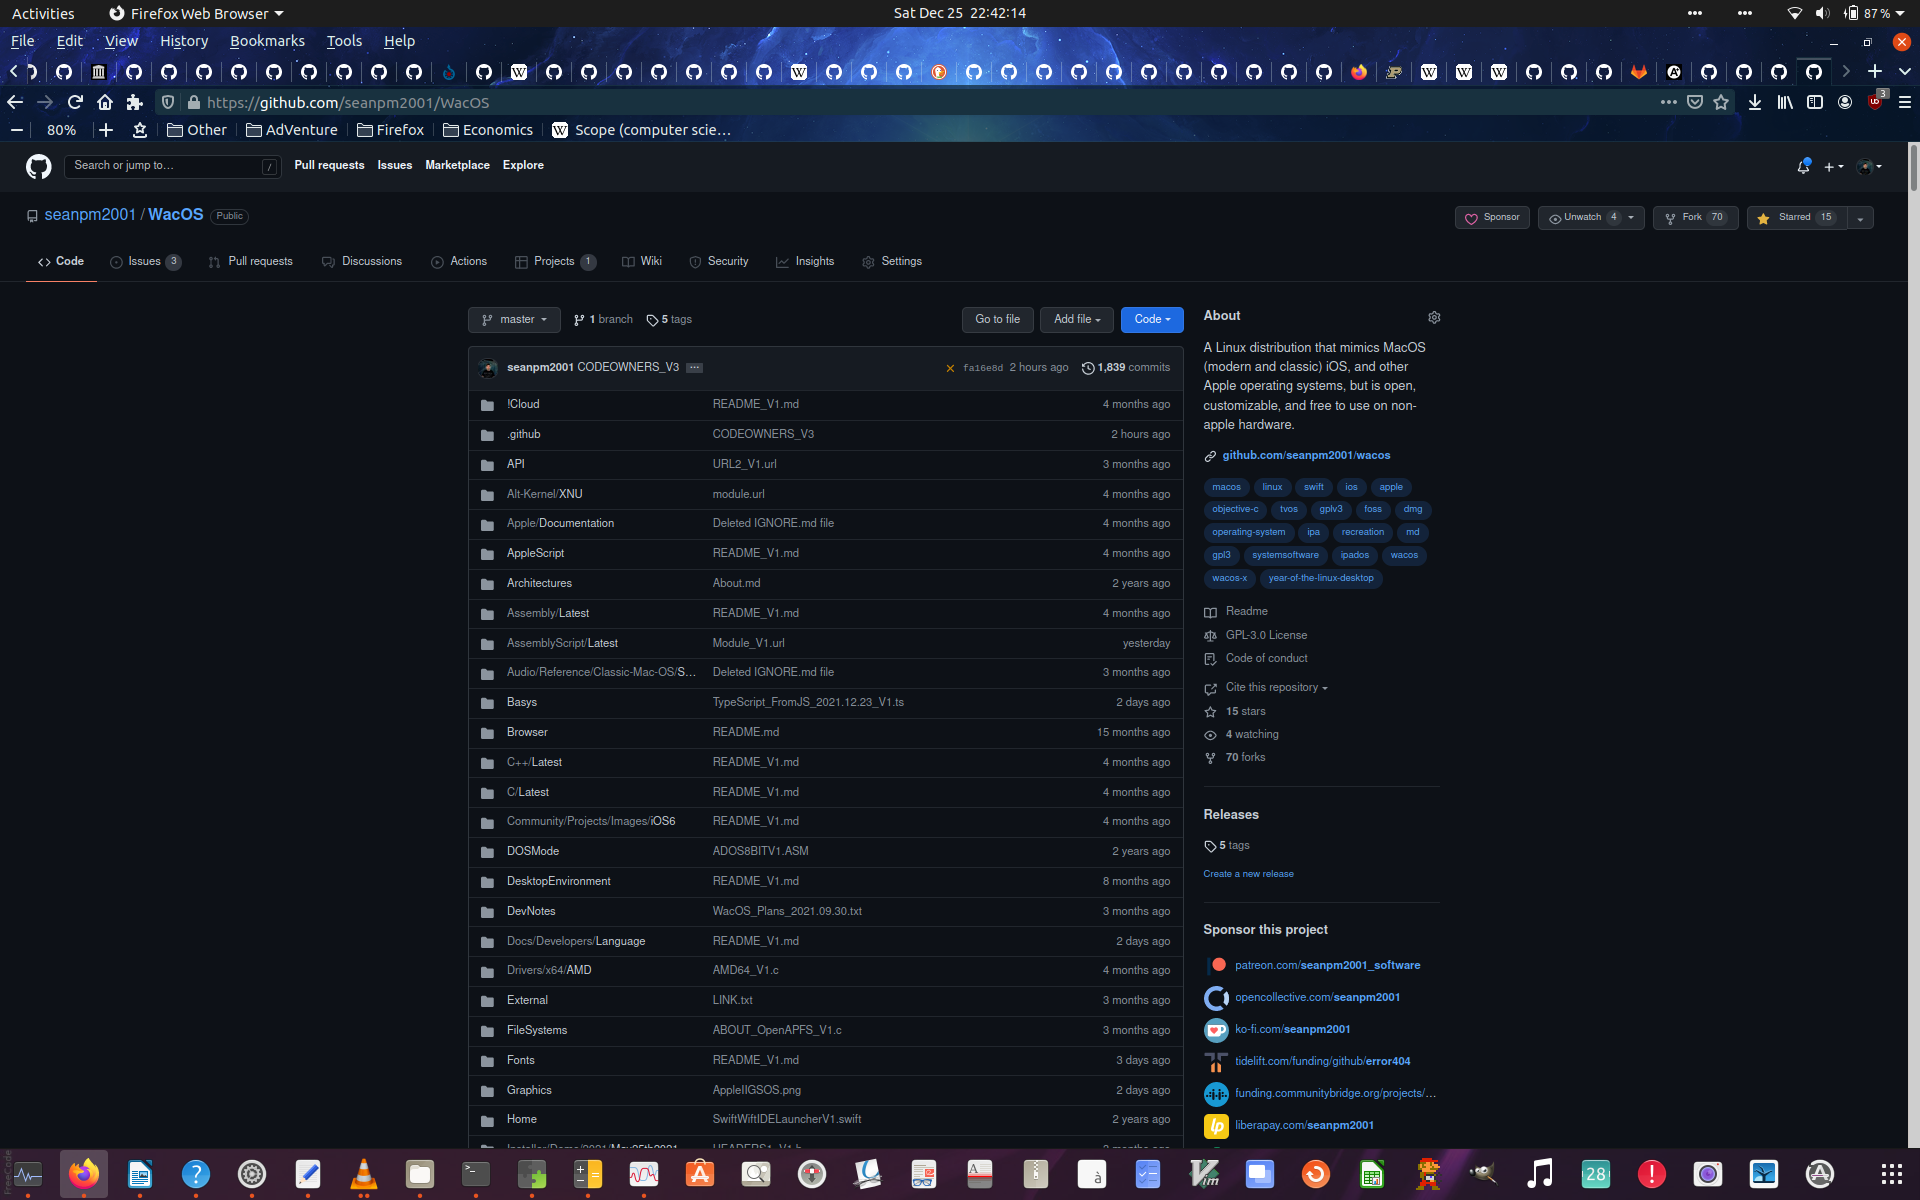 Activities Firefox Web Browser Sat Dec 25 22:42:14 87 %
File Edit View History Bookmarks Tools Help
https://github.com/seanpm2001/WacOS 3
80% Other AdVenture Firefox Economics Scope (computer scie…
Search or jump to… / Pull requests Issues Marketplace Explore
seanpm2001 / WacOS Public Sponsor Unwatch 4 Fork 70 Starred 15
Code Issues 3 Pull requests Discussions Actions Projects 1 Wiki Security Insights Settings
master 1 branch 5 tags Go to file Add file Code
seanpm2001 CODEOWNERS_V3 … fa16e8d 2 hours ago 1,839 commits
!Cloud README_V1.md 4 months ago
.github CODEOWNERS_V3 2 hours ago
API URL2_V1.url 3 months ago
Alt-Kernel/XNU module.url 4 months ago
Apple/Documentation Deleted IGNORE.md file 4 months ago
AppleScript README_V1.md 4 months ago
Architectures About.md 2 years ago
Assembly/Latest README_V1.md 4 months ago
AssemblyScript/Latest Module_V1.url yesterday
Audio/Reference/Classic-Mac-OS/S… Deleted IGNORE.md file 3 months ago
Basys TypeScript_FromJS_2021.12.23_V1.ts 2 days ago
Browser README.md 15 months ago
C++/Latest README_V1.md 4 months ago
C/Latest README_V1.md 4 months ago
Community/Projects/Images/iOS6 README_V1.md 4 months ago
DOSMode ADOS8BITV1.ASM 2 years ago
DesktopEnvironment README_V1.md 8 months ago
DevNotes WacOS_Plans_2021.09.30.txt 3 months ago
Docs/Developers/Language README_V1.md 2 days ago
Drivers/x64/AMD AMD64_V1.c 4 months ago
External LINK.txt 3 months ago
FileSystems ABOUT_OpenAPFS_V1.c 3 months ago
Fonts README_V1.md 3 days ago
Graphics AppleIIGSOS.png 2 days ago
Home SwiftWiftIDELauncherV1.swift 2 years ago
About
A Linux distribution that mimics MacOS
(modern and classic) iOS, and other
Apple operating systems, but is open,
customizable, and free to use on non-
apple hardware.
github.com/seanpm2001/wacos
macos linux swift ios apple
objective-c tvos gplv3 foss dmg
operating-system ipa recreation md
gpl3 systemsoftware ipados wacos
wacos-x year-of-the-linux-desktop
Readme
GPL-3.0 License
Code of conduct
Cite this repository
15 stars
4 watching
70 forks
Releases
5 tags
Create a new release
Sponsor this project
patreon.com/seanpm2001_software
opencollective.com/seanpm2001
ko-fi.com/seanpm2001
tidelift.com/funding/github/error404
funding.communitybridge.org/projects/…
liberapay.com/seanpm2001
28